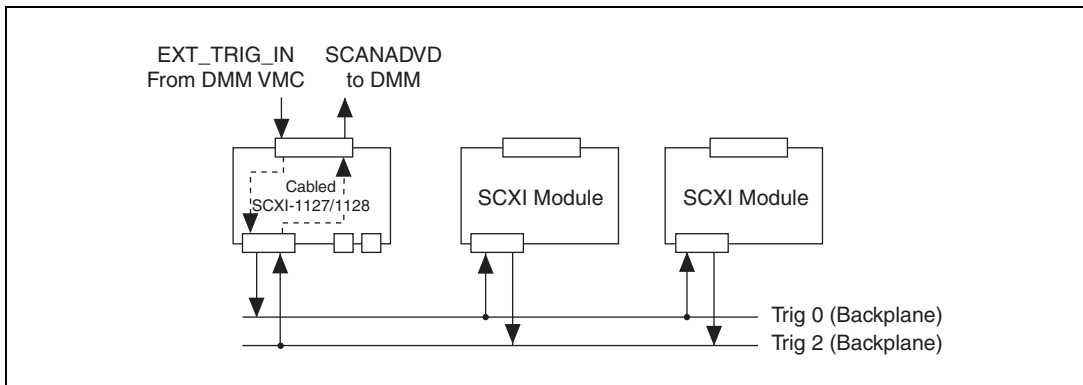 EXT_TRIG_IN
From DMM VMC
SCANADVD
to DMM
Cabled
SCXI-1127/1128
SCXI Module
SCXI Module
Trig 0 (Backplane)
Trig 2 (Backplane)